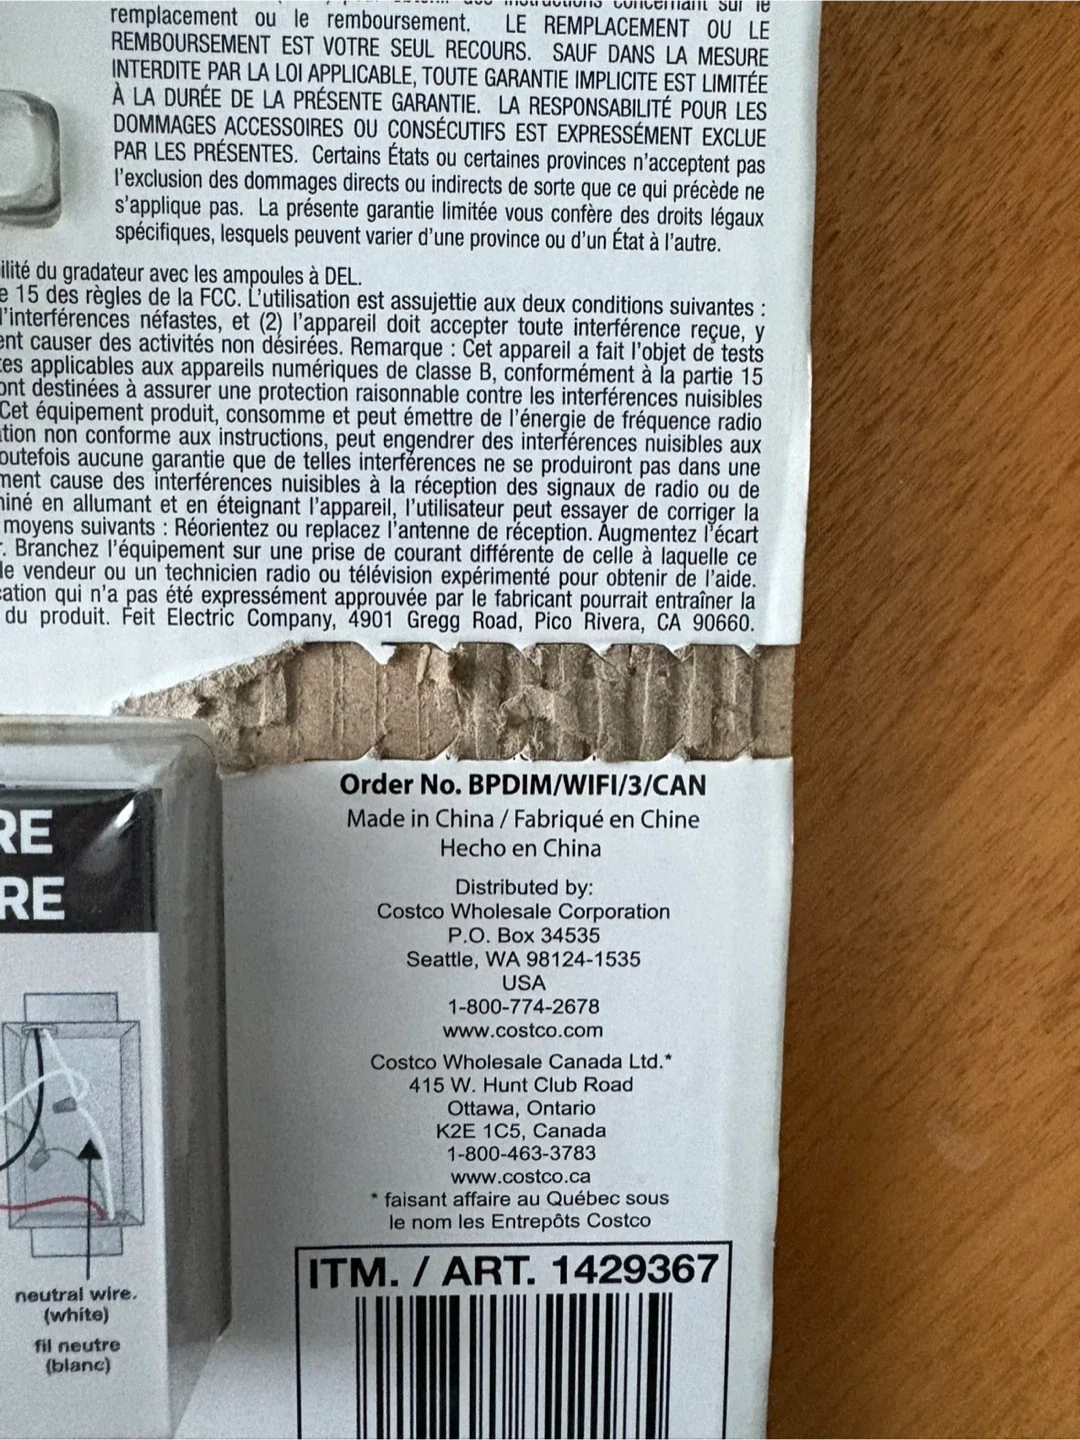 des instructions concernant sur le
remplacement ou le remboursement. LE REMPLACEMENT OU LE
REMBOURSEMENT EST VOTRE SEUL RECOURS. SAUF DANS LA MESURE
INTERDITE PAR LA LOI APPLICABLE, TOUTE GARANTIE IMPLICITE EST LIMITÉE
À LA DURÉE DE LA PRÉSENTE GARANTIE. LA RESPONSABILITÉ POUR LES
DOMMAGES ACCESSOIRES OU CONSÉCUTIFS EST EXPRESSÉMENT EXCLUE
PAR LES PRÉSENTES. Certains États ou certaines provinces n'acceptent pas
l'exclusion des dommages directs ou indirects de sorte que ce qui précède ne
s'applique pas. La présente garantie limitée vous confère des droits légaux
spécifiques, lesquels peuvent varier d'une province ou d'un État à l'autre.
ilité du gradateur avec les ampoules à DEL.
e 15 des règles de la FCC. L'utilisation est assujettie aux deux conditions suivantes :
l'interférences néfastes, et (2) l'appareil doit accepter toute interférence reçue, y
ent causer des activités non désirées. Remarque : Cet appareil a fait l'objet de tests
tes applicables aux appareils numériques de classe B, conformément à la partie 15
ont destinées à assurer une protection raisonnable contre les interférences nuisibles
Cet équipement produit, consomme et peut émettre de l'énergie de fréquence radio
tion non conforme aux instructions, peut engendrer des interférences nuisibles aux
outefois aucune garantie que de telles interférences ne se produiront pas dans une
ment cause des interférences nuisibles à la réception des signaux de radio ou de
miné en allumant et en éteignant l'appareil, l'utilisateur peut essayer de corriger la
moyens suivants : Réorientez ou replacez l'antenne de réception. Augmentez l'écart
r. Branchez l'équipement sur une prise de courant différente de celle à laquelle ce
le vendeur ou un technicien radio ou télévision expérimenté pour obtenir de l'aide.
cation qui n'a pas été expressément approuvée par le fabricant pourrait entraîner la
du produit. Feit Electric Company, 4901 Gregg Road, Pico Rivera, CA 90660.
RE
RE
neutral wire.
(white)
fil neutre
(blanc)
Order No. BPDIM/WIFI/3/CAN
Made in China / Fabriqué en Chine
Hecho en China
Distributed by:
Costco Wholesale Corporation
P.O. Box 34535
Seattle, WA 98124-1535
USA
1-800-774-2678
www.costco.com
Costco Wholesale Canada Ltd.*
415 W. Hunt Club Road
Ottawa, Ontario
K2E 1C5, Canada
1-800-463-3783
www.costco.ca
* faisant affaire au Québec sous
le nom les Entrepôts Costco
ITM. / ART. 1429367